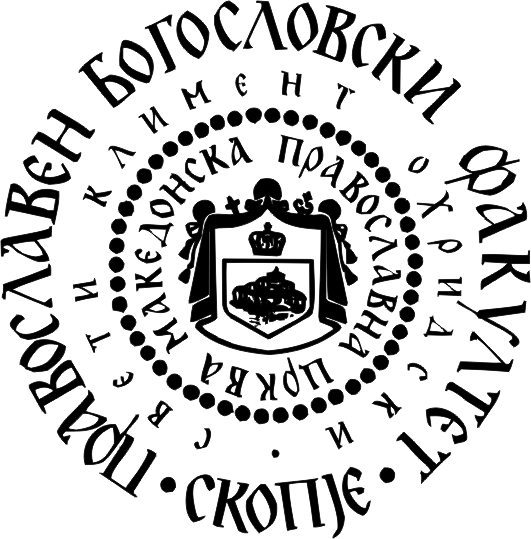 ПРАВОСЛАВЕН БОГОСЛОВСКИ ФАКУЛТЕТ • СКОПЈЕ •
СВЕТИ КЛИМЕНТ ОХРИДСКИ •
МАКЕДОНСКА ПРАВОСЛАВНА ЦРКВА